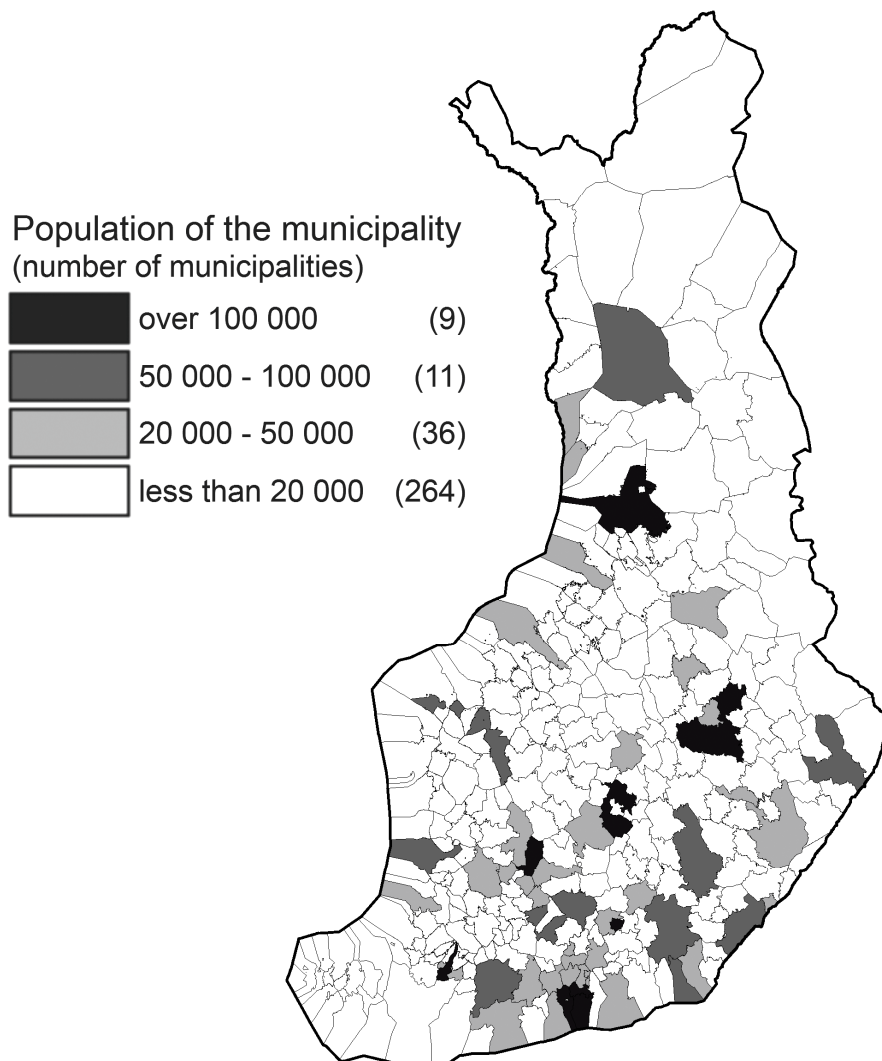 Population of the municipality
(number of municipalities)
over 100 000 (9)
50 000 - 100 000 (11)
20 000 - 50 000 (36)
less than 20 000 (264)